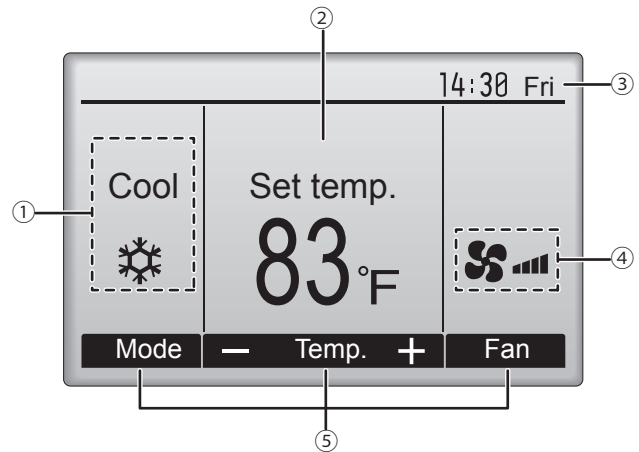 ②
14:30 Fri
③
①
Cool
Set temp.
83°F
④
Mode
— Temp. +
Fan
⑤